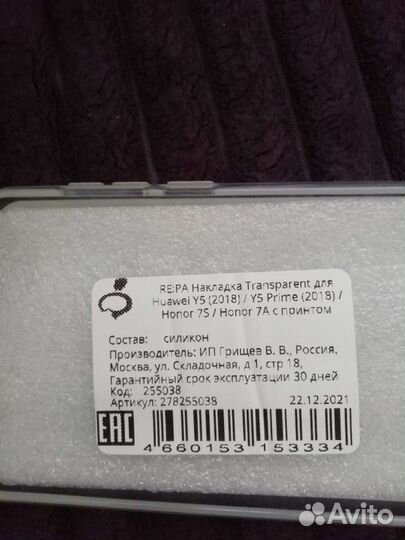 RE:PA Накладка Transparent для
Huawei Y5 (2018) / Y5 Prime (2018) /
Honor 7S / Honor 7A с принтом
Состав: силикон
Производитель: ИП Грищев В. В., Россия,
Москва, ул. Складочная, д 1, стр 18,
Гарантийный срок эксплуатации 30 дней
Код: 255038
Артикул: 278255038 22.12.2021
EAC
4 660153 153334
Avito